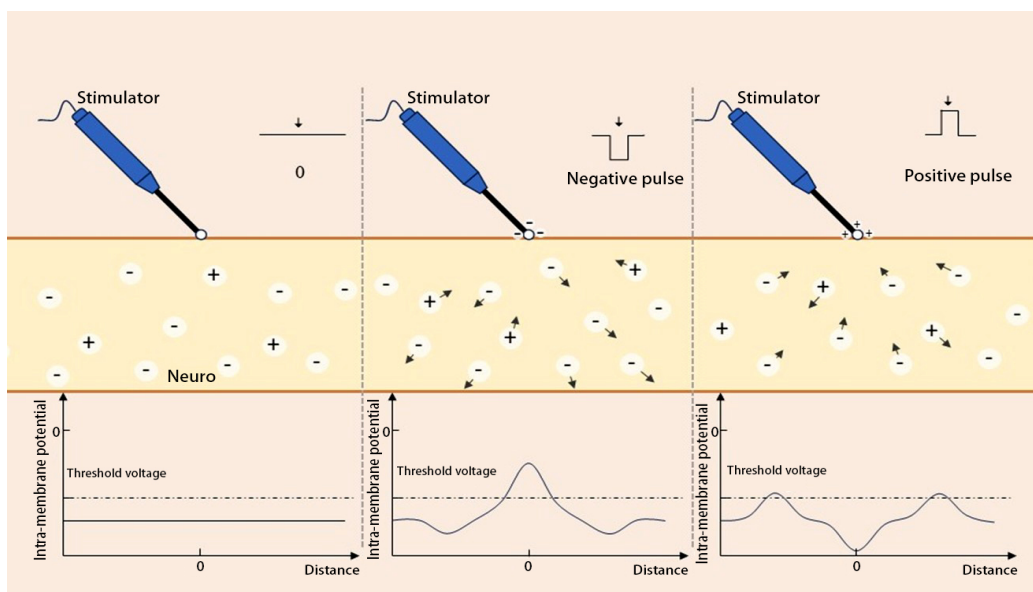 Stimulator
0
Stimulator
Negative pulse
Stimulator
Positive pulse
Neuro
Intra-membrane potential
0
Threshold voltage
0
Distance
Intra-membrane potential
0
Threshold voltage
0
Distance
Intra-membrane potential
0
Threshold voltage
0
Distance